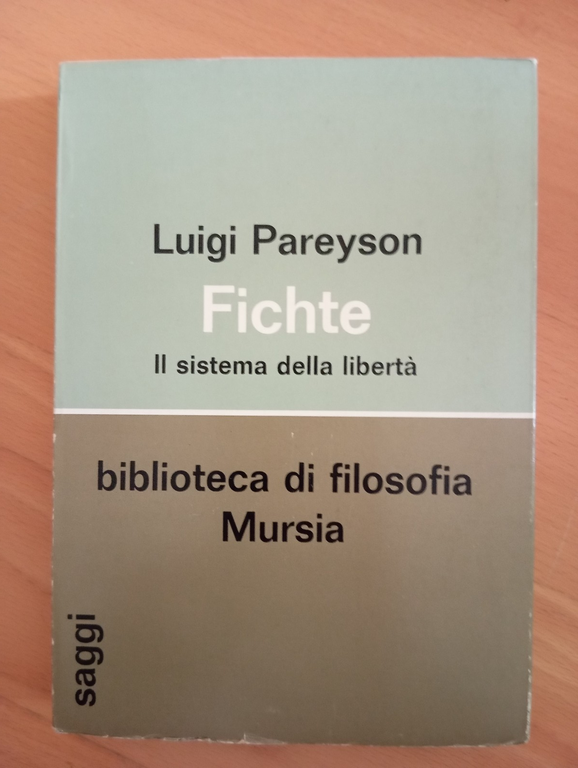 Luigi Pareyson
Fichte
Il sistema della libertà
biblioteca di filosofia
Mursia
saggi